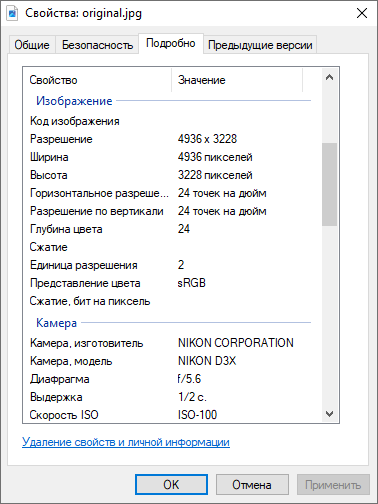 Свойства: original.jpg
Общие Безопасность Подробно Предыдущие версии
Свойство Значение
Изображение
Код изображения
Разрешение 4936 x 3228
Ширина 4936 пикселей
Высота 3228 пикселей
Горизонтальное разреше... 24 точек на дюйм
Разрешение по вертикали 24 точек на дюйм
Глубина цвета 24
Сжатие
Единица разрешения 2
Представление цвета sRGB
Сжатие, бит на пиксель
Камера
Камера, изготовитель NIKON CORPORATION
Камера, модель NIKON D3X
Диафрагма f/5.6
Выдержка 1/2 с.
Скорость ISO ISO-100
Удаление свойств и личной информации
OK Отмена Применить